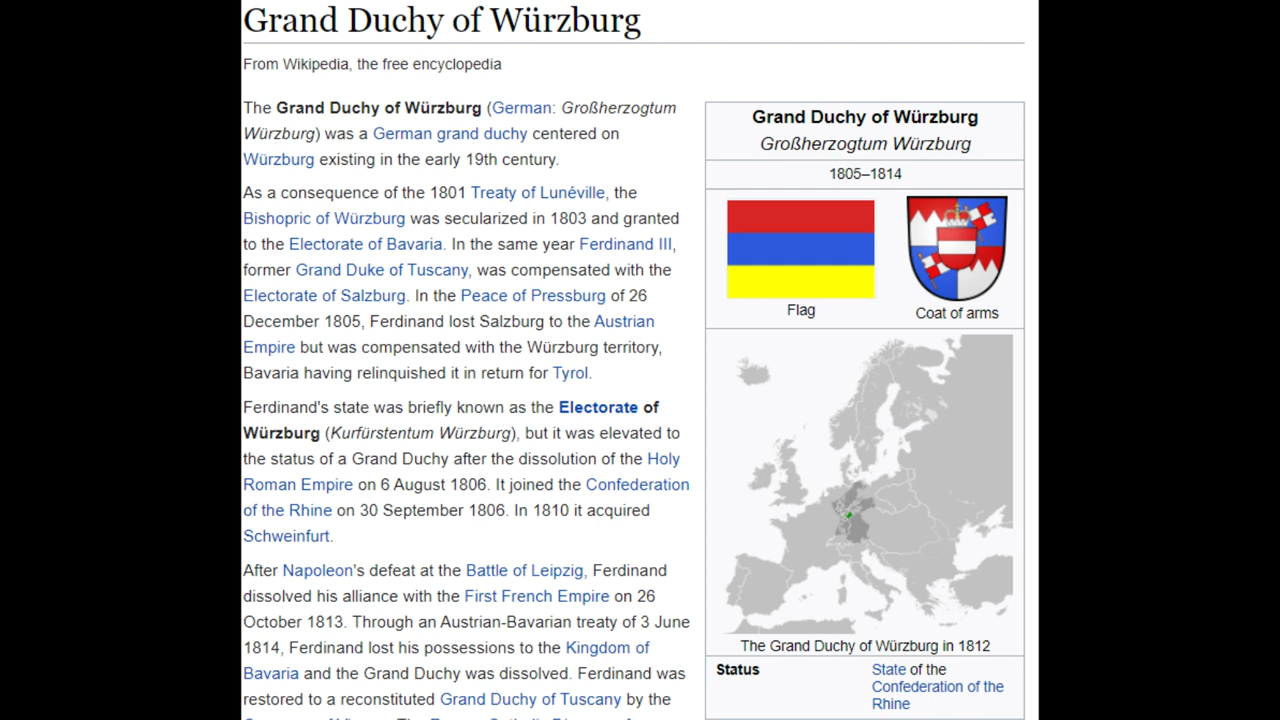 Grand Duchy of Würzburg
From Wikipedia, the free encyclopedia
The Grand Duchy of Würzburg (German: Großherzogtum
Würzburg) was a German grand duchy centered on
Würzburg existing in the early 19th century.
As a consequence of the 1801 Treaty of Lunéville, the
Bishopric of Würzburg was secularized in 1803 and granted
to the Electorate of Bavaria. In the same year Ferdinand III,
former Grand Duke of Tuscany, was compensated with the
Electorate of Salzburg. In the Peace of Pressburg of 26
December 1805, Ferdinand lost Salzburg to the Austrian
Empire but was compensated with the Würzburg territory,
Bavaria having relinquished it in return for Tyrol.
Ferdinand's state was briefly known as the Electorate of
Würzburg (Kurfürstentum Würzburg), but it was elevated to
the status of a Grand Duchy after the dissolution of the Holy
Roman Empire on 6 August 1806. It joined the Confederation
of the Rhine on 30 September 1806. In 1810 it acquired
Schweinfurt.
After Napoleon's defeat at the Battle of Leipzig, Ferdinand
dissolved his alliance with the First French Empire on 26
October 1813. Through an Austrian-Bavarian treaty of 3 June
1814, Ferdinand lost his possessions to the Kingdom of
Bavaria and the Grand Duchy was dissolved. Ferdinand was
restored to a reconstituted Grand Duchy of Tuscany by the
Grand Duchy of Würzburg
Großherzogtum Würzburg
1805–1814
Flag
Coat of arms
The Grand Duchy of Würzburg in 1812
Status
State of the
Confederation of the
Rhine